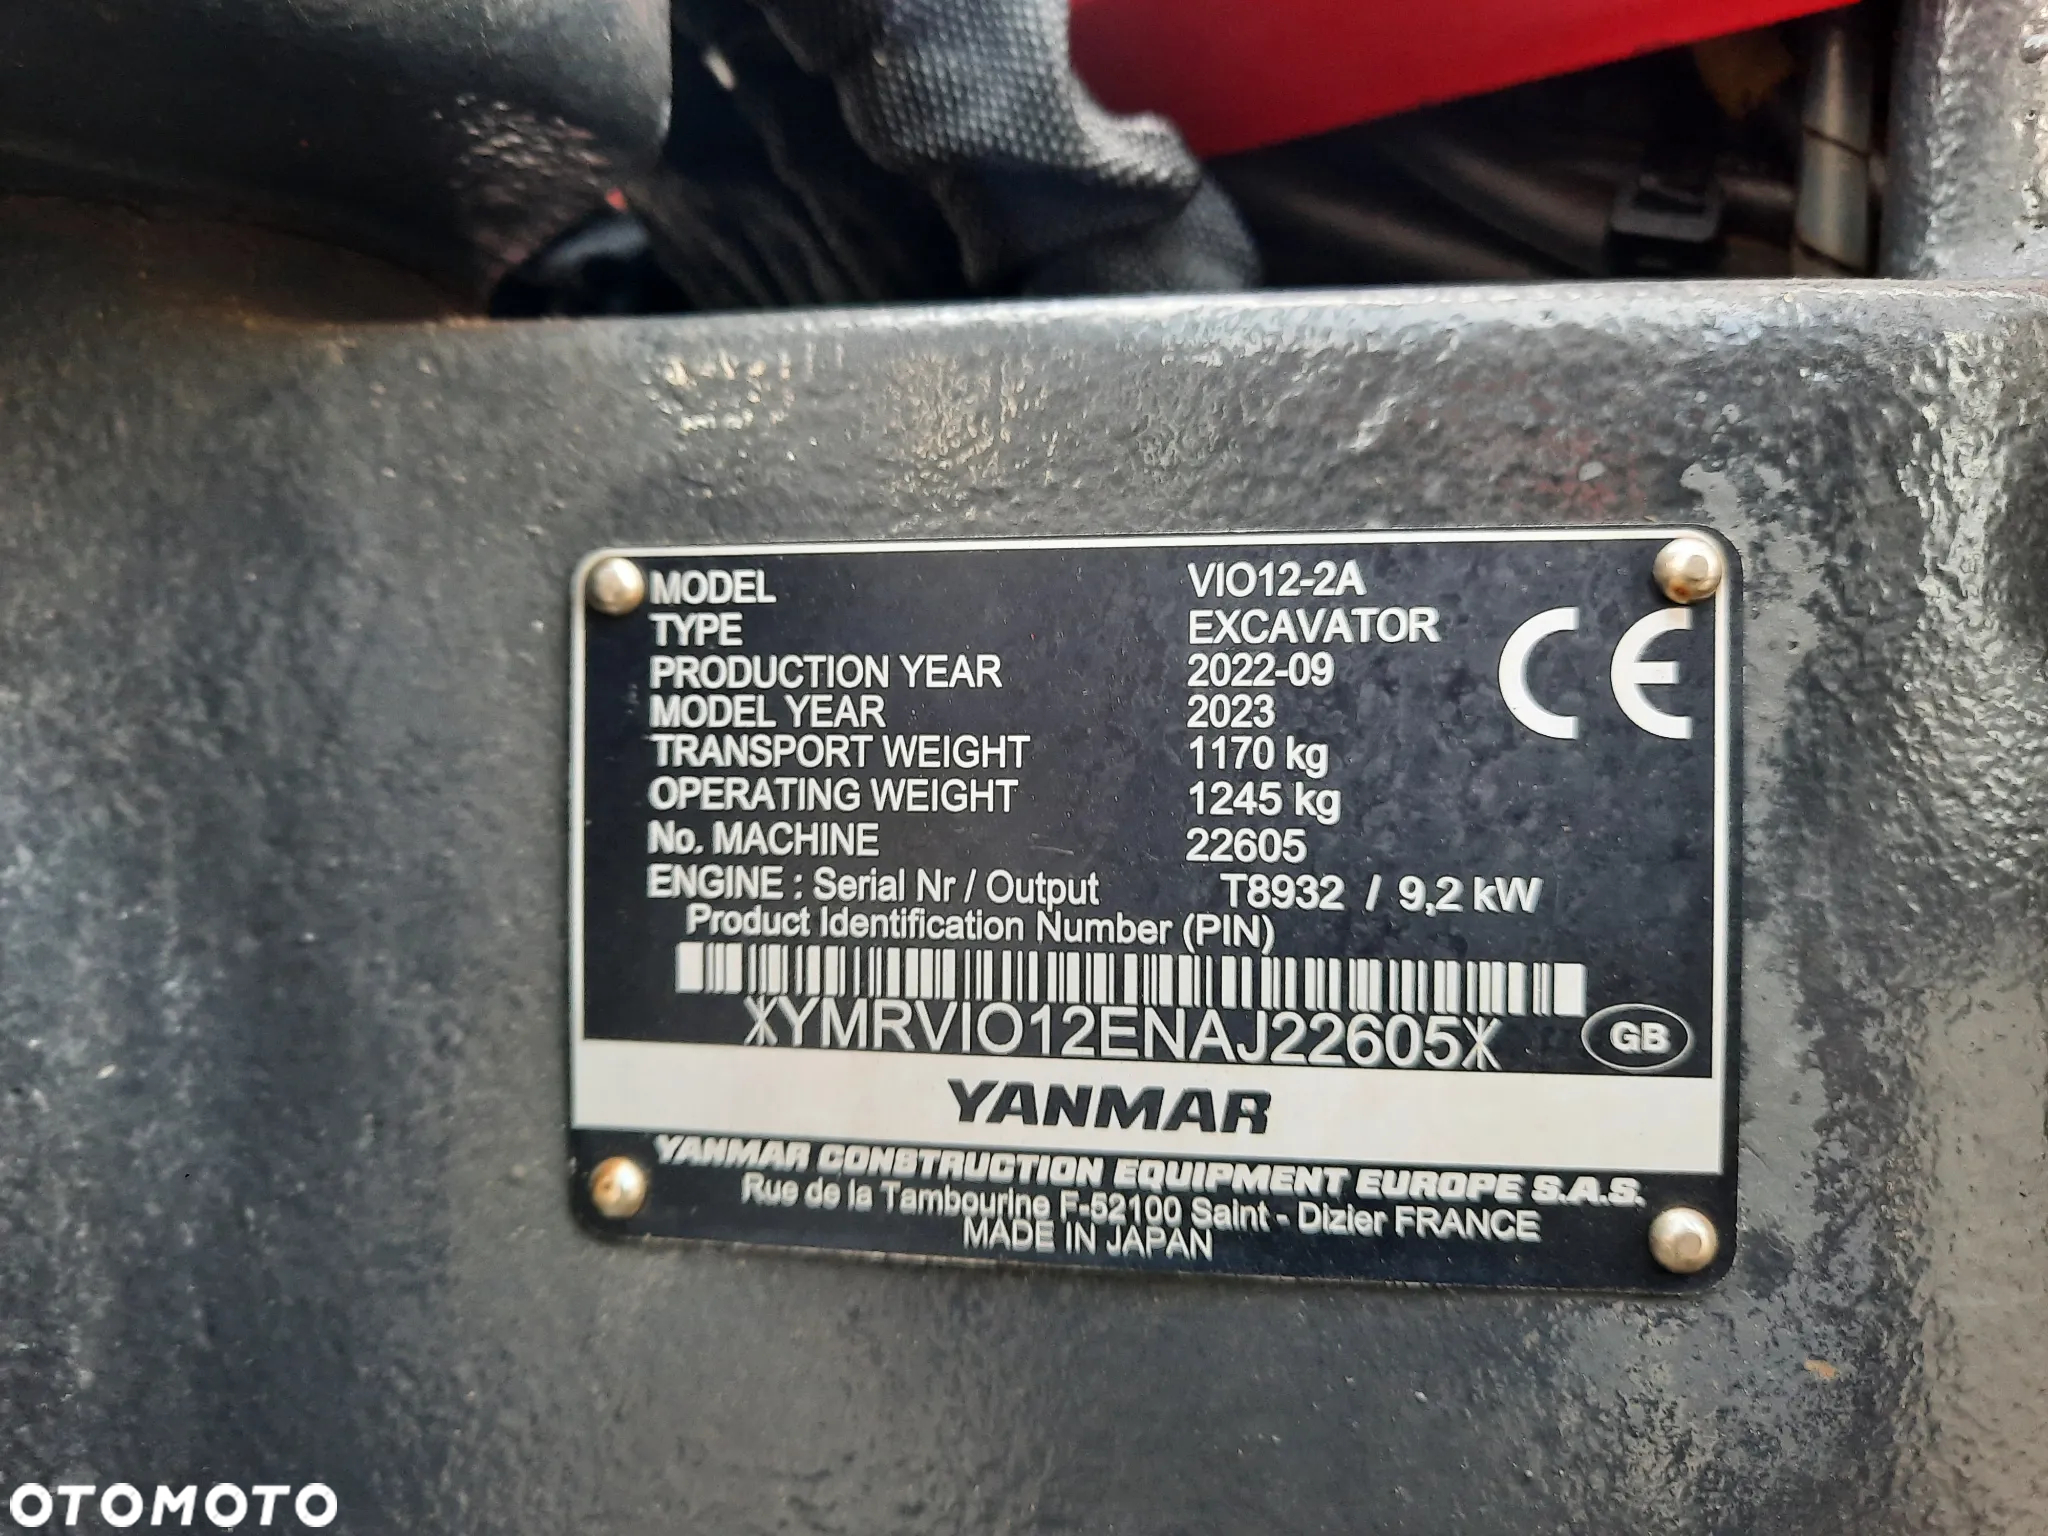 MODEL VIO12-2A
TYPE EXCAVATOR
PRODUCTION YEAR 2022-09
MODEL YEAR 2023
TRANSPORT WEIGHT 1170 kg
OPERATING WEIGHT 1245 kg
No. MACHINE 22605
ENGINE : Serial Nr / Output T8932 / 9,2 kW
Product Identification Number (PIN)
YMRVIO12ENAJ22605
CE
GB
YANMAR
YANMAR CONSTRUCTION EQUIPMENT EUROPE S.A.S.
Rue de la Tambourine F-52100 Saint - Dizier FRANCE
MADE IN JAPAN
OTOMOTO